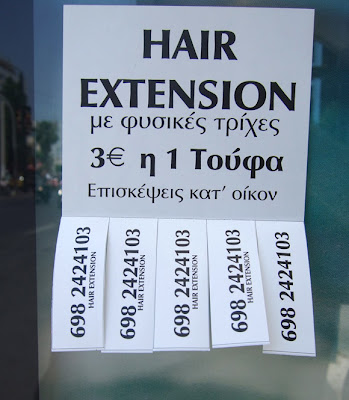 HAIR
EXTENSION
με φυσικές τρίχες
3€ η 1 Τούφα
Επισκέψεις κατ' οίκον
698 2424103
HAIR EXTENSION
698 2424103
HAIR EXTENSION
698 2424103
HAIR EXTENSION
698 2424103
HAIR EXTENSION
698 2424103
HAIR EXTENSION